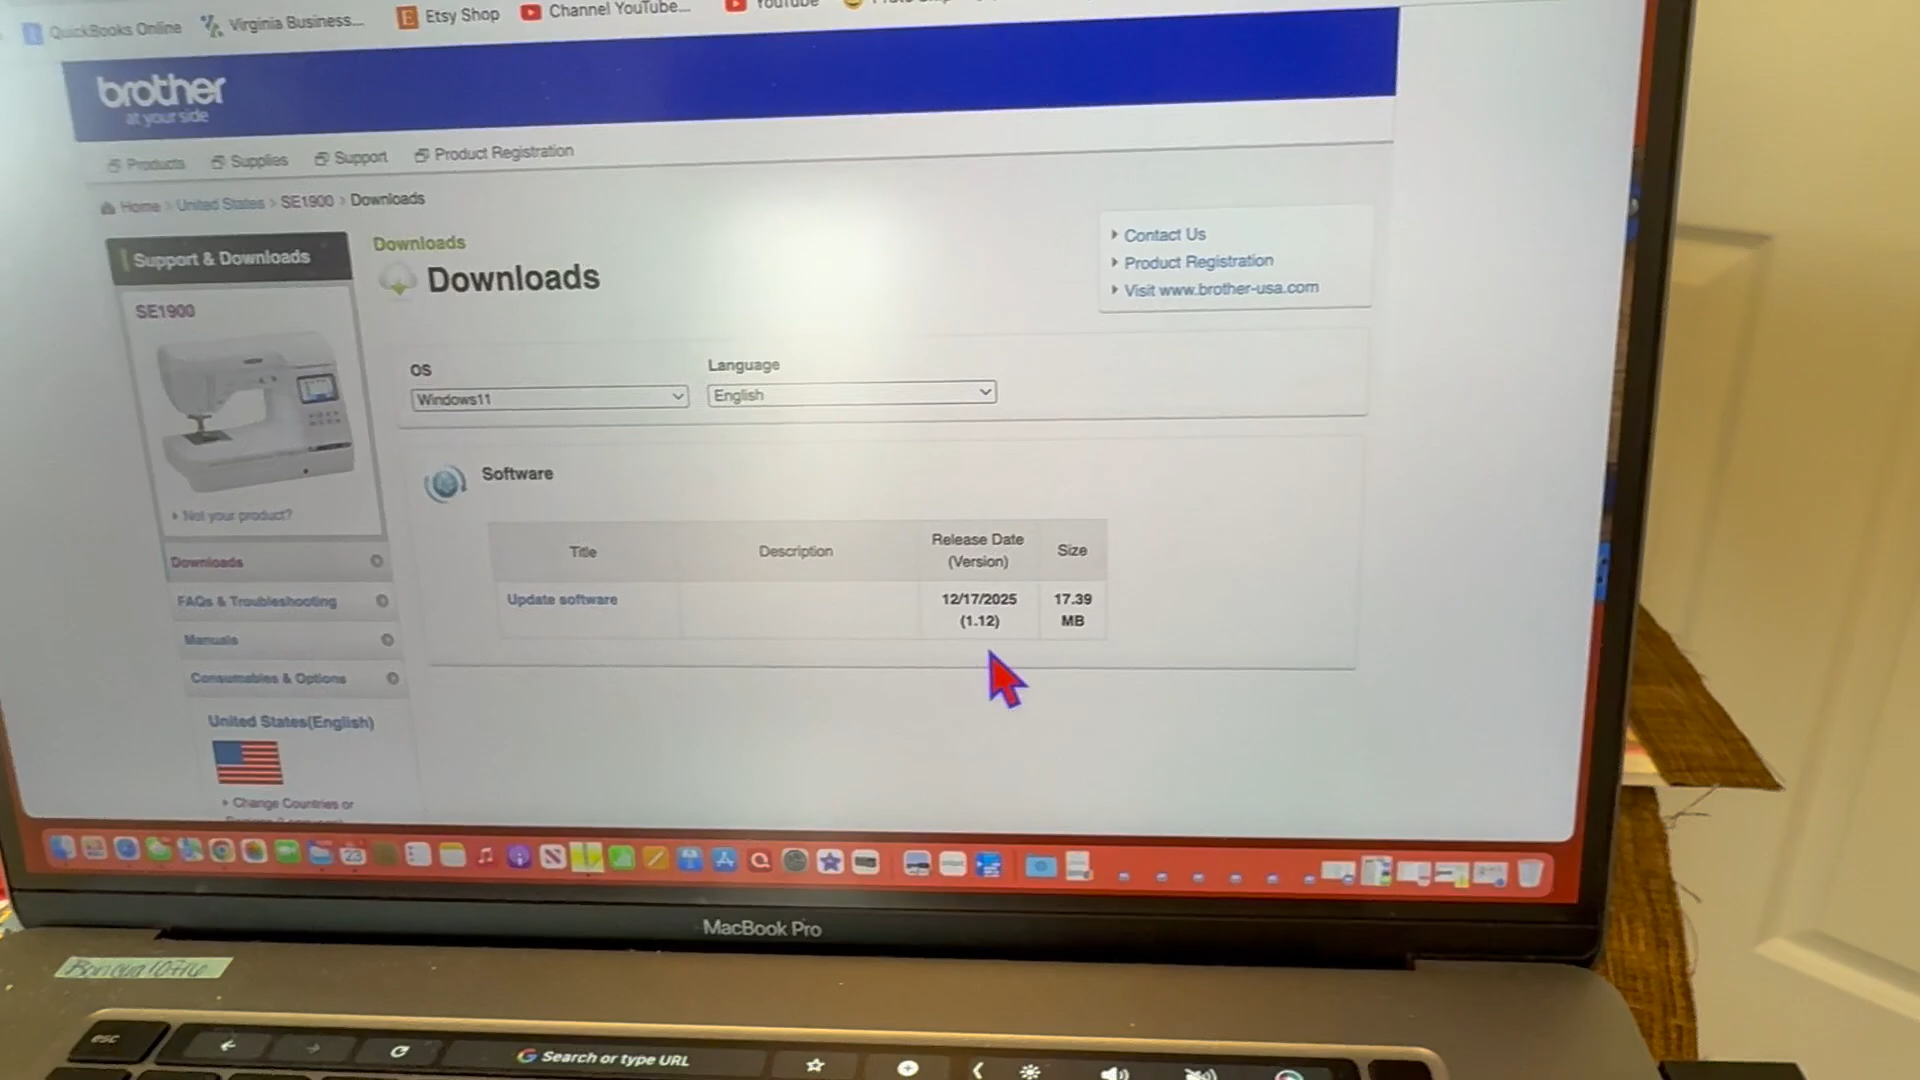 QuickBooks Online
Virginia Business...
Etsy Shop
Channel YouTube...
YouTube
brother
at your side
Products
Supplies
Support
Product Registration
Home > United States > SE1900 > Downloads
Support & Downloads
SE1900
Not your product?
Downloads
FAQs & Troubleshooting
Manuals
Consumables & Options
United States(English)
Change Countries or
Downloads
Downloads
Contact Us
Product Registration
Visit www.brother-usa.com
OS
Language
Windows11
English
Software
Title
Description
Release Date
(Version)
Size
Update software
12/17/2025
(1.12)
17.39
MB
23
MacBook Pro
esc
Search or type URL